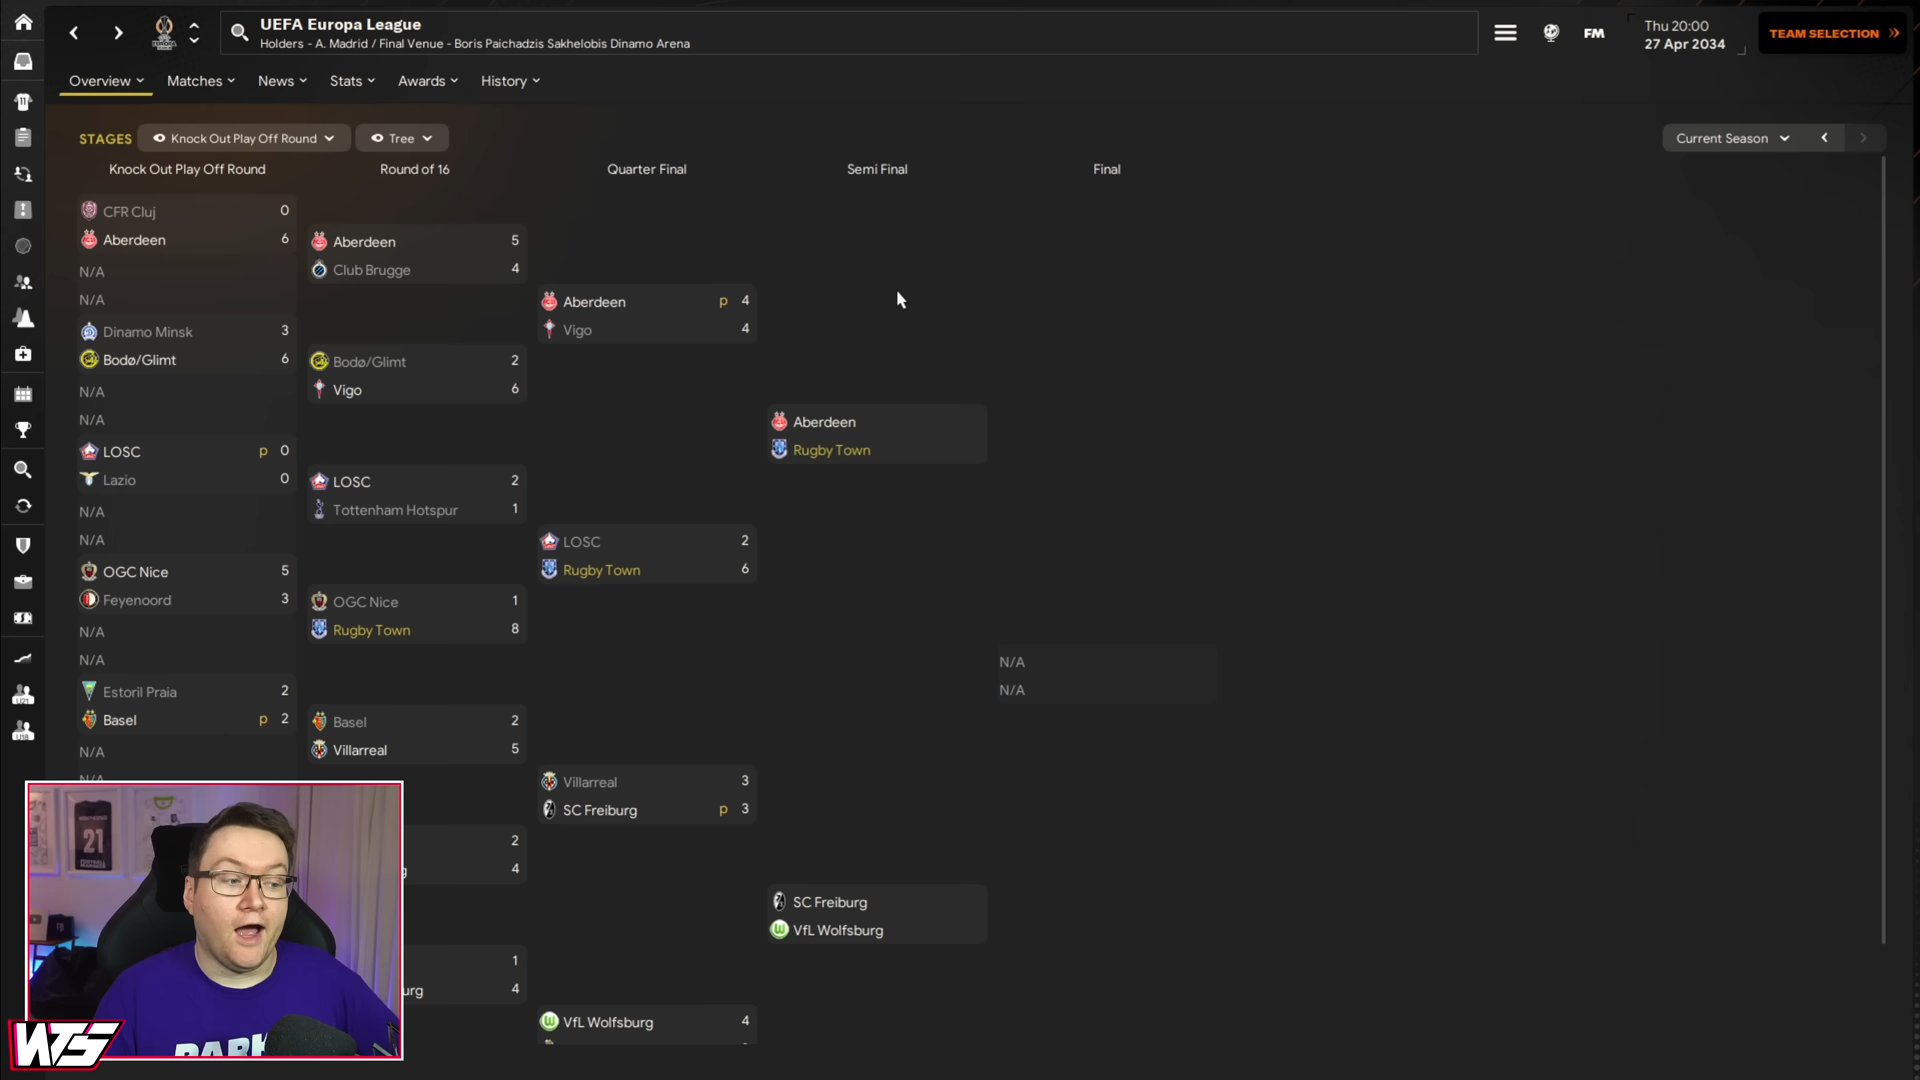 UEFA Europa League
Holders - A. Madrid / Final Venue - Boris Paichadzis Sakhelobis Dinamo Arena
FM
Thu 20:00
27 Apr 2034
TEAM SELECTION
Overview
Matches
News
Stats
Awards
History
STAGES
Knock Out Play Off Round
Tree
Current Season
Knock Out Play Off Round
Round of 16
Quarter Final
Semi Final
Final
CFR Cluj 0
Aberdeen 6
N/A
N/A
Dinamo Minsk 3
Bodø/Glimt 6
N/A
N/A
LOSC p 0
Lazio 0
N/A
N/A
OGC Nice 5
Feyenoord 3
N/A
N/A
Estoril Praia 2
Basel p 2
N/A
N/A
Aberdeen 5
Club Brugge 4
Bodø/Glimt 2
Vigo 6
LOSC 2
Tottenham Hotspur 1
OGC Nice 1
Rugby Town 8
Basel 2
Villarreal 5
2
g 4
1
urg 4
Aberdeen p 4
Vigo 4
LOSC 2
Rugby Town 6
Villarreal 3
SC Freiburg p 3
VfL Wolfsburg 4
Aberdeen
Rugby Town
SC Freiburg
VfL Wolfsburg
N/A
N/A
11
U21
U18
21
WTS